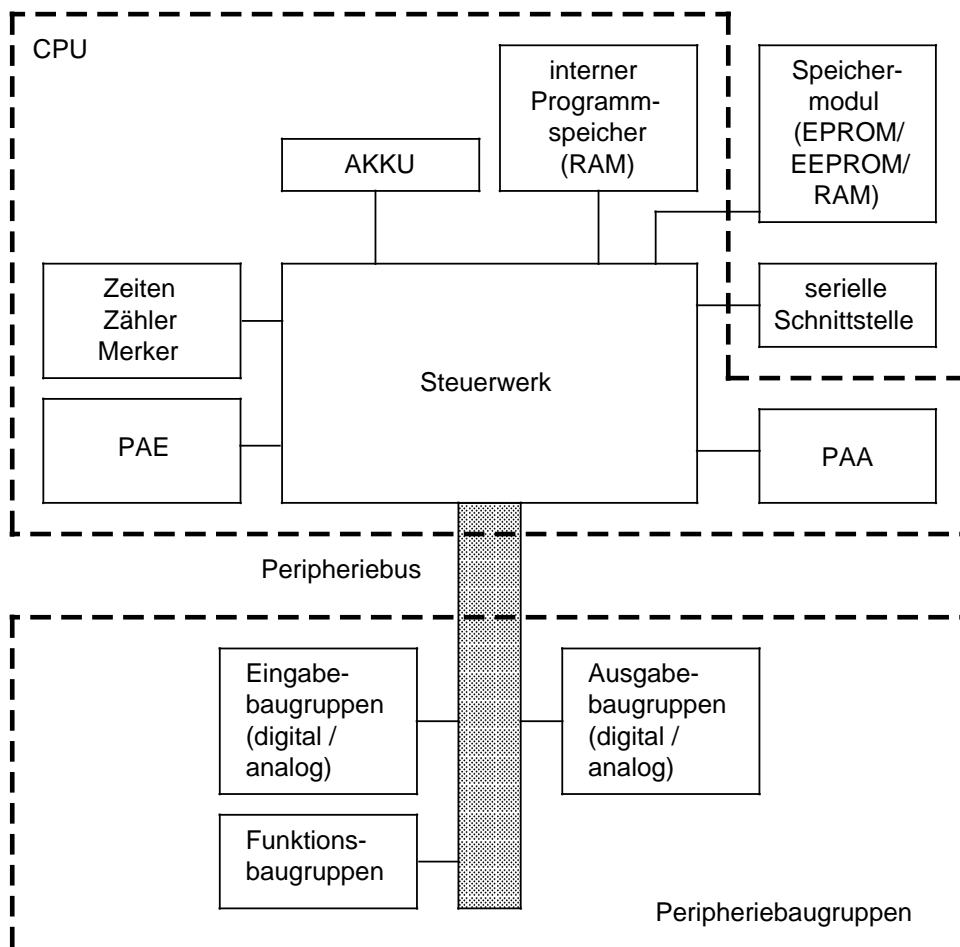 CPU
interner
Programm-
speicher
(RAM)
Speicher-
modul
(EPROM/
EEPROM/
RAM)
AKKU
Zeiten
Zähler
Merker
serielle
Schnittstelle
Steuerwerk
PAE
PAA
Peripheriebus
Eingabe-
baugruppen
(digital /
analog)
Ausgabe-
baugruppen
(digital /
analog)
Funktions-
baugruppen
Peripheriebaugruppen